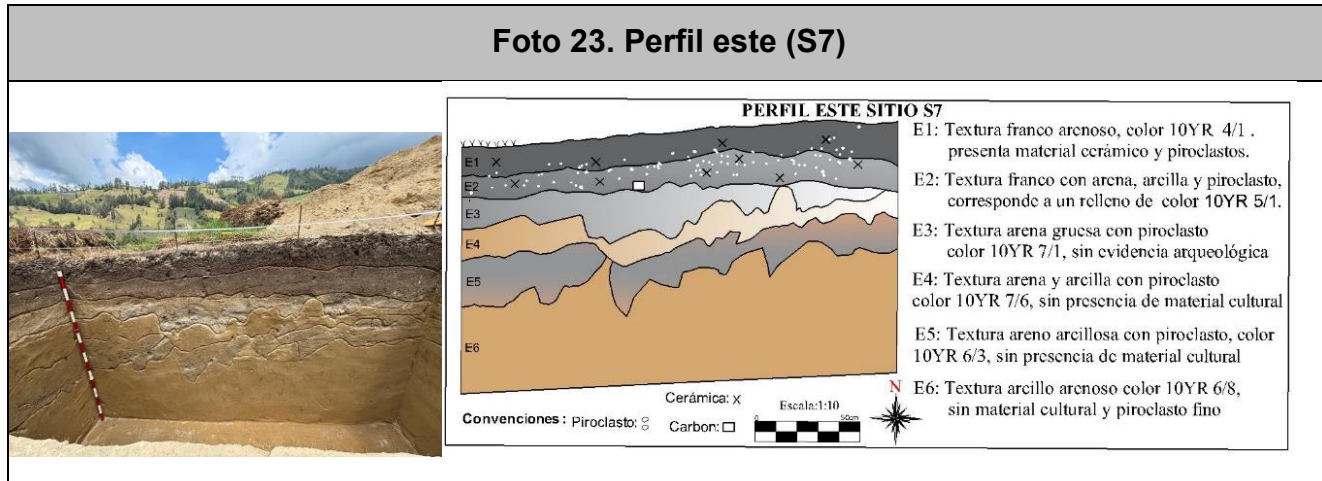 Foto 23. Perfil este (S7)
PERFIL ESTE SITIO S7
E1
E2
E3
E4
E5
E6
E1: Textura franco arenoso, color 10YR 4/1 .
presenta material cerámico y piroclastos.
E2: Textura franco con arena, arcilla y piroclasto,
corresponde a un relleno de color 10YR 5/1.
E3: Textura arena gruesa con piroclasto
color 10YR 7/1, sin evidencia arqueológica
E4: Textura arena y arcilla con piroclasto
color 10YR 7/6, sin presencia de material cultural
E5: Textura areno arcillosa con piroclasto, color
10YR 6/3, sin presencia de material cultural
E6: Textura arcillo arenoso color 10YR 6/8,
sin material cultural y piroclasto fino
Convenciones: Piroclasto:
Cerámica: x
Carbon:
Escala:1:10
0 50cm
N